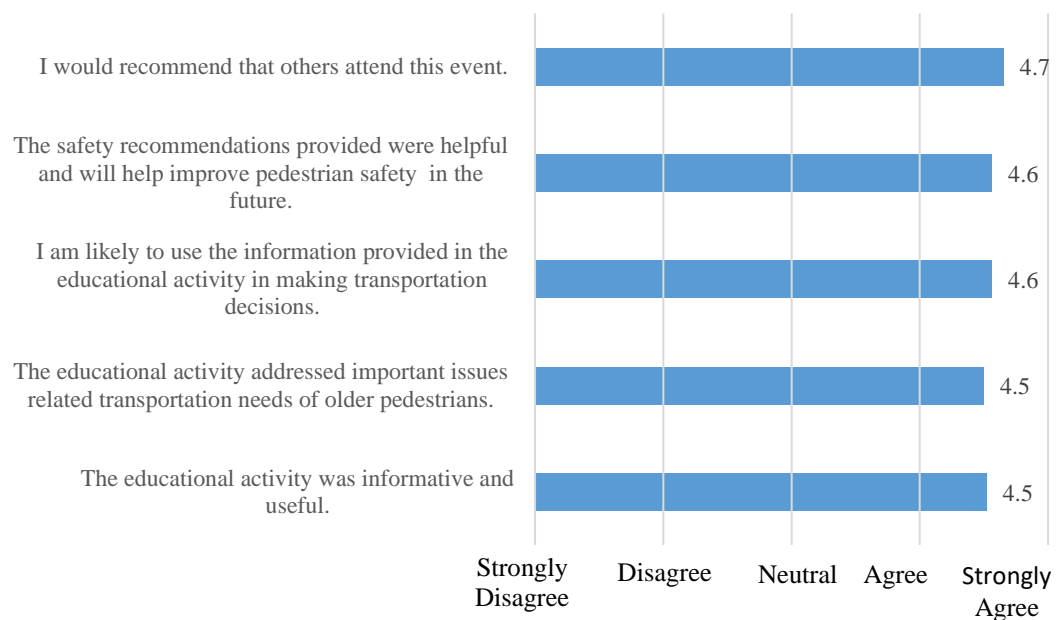 I would recommend that others attend this event.
4.7
The safety recommendations provided were helpful
and will help improve pedestrian safety in the
future.
4.6
I am likely to use the information provided in the
educational activity in making transportation
decisions.
4.6
The educational activity addressed important issues
related transportation needs of older pedestrians.
4.5
The educational activity was informative and
useful.
4.5
Strongly
Disagree
Disagree
Neutral
Agree
Strongly
Agree